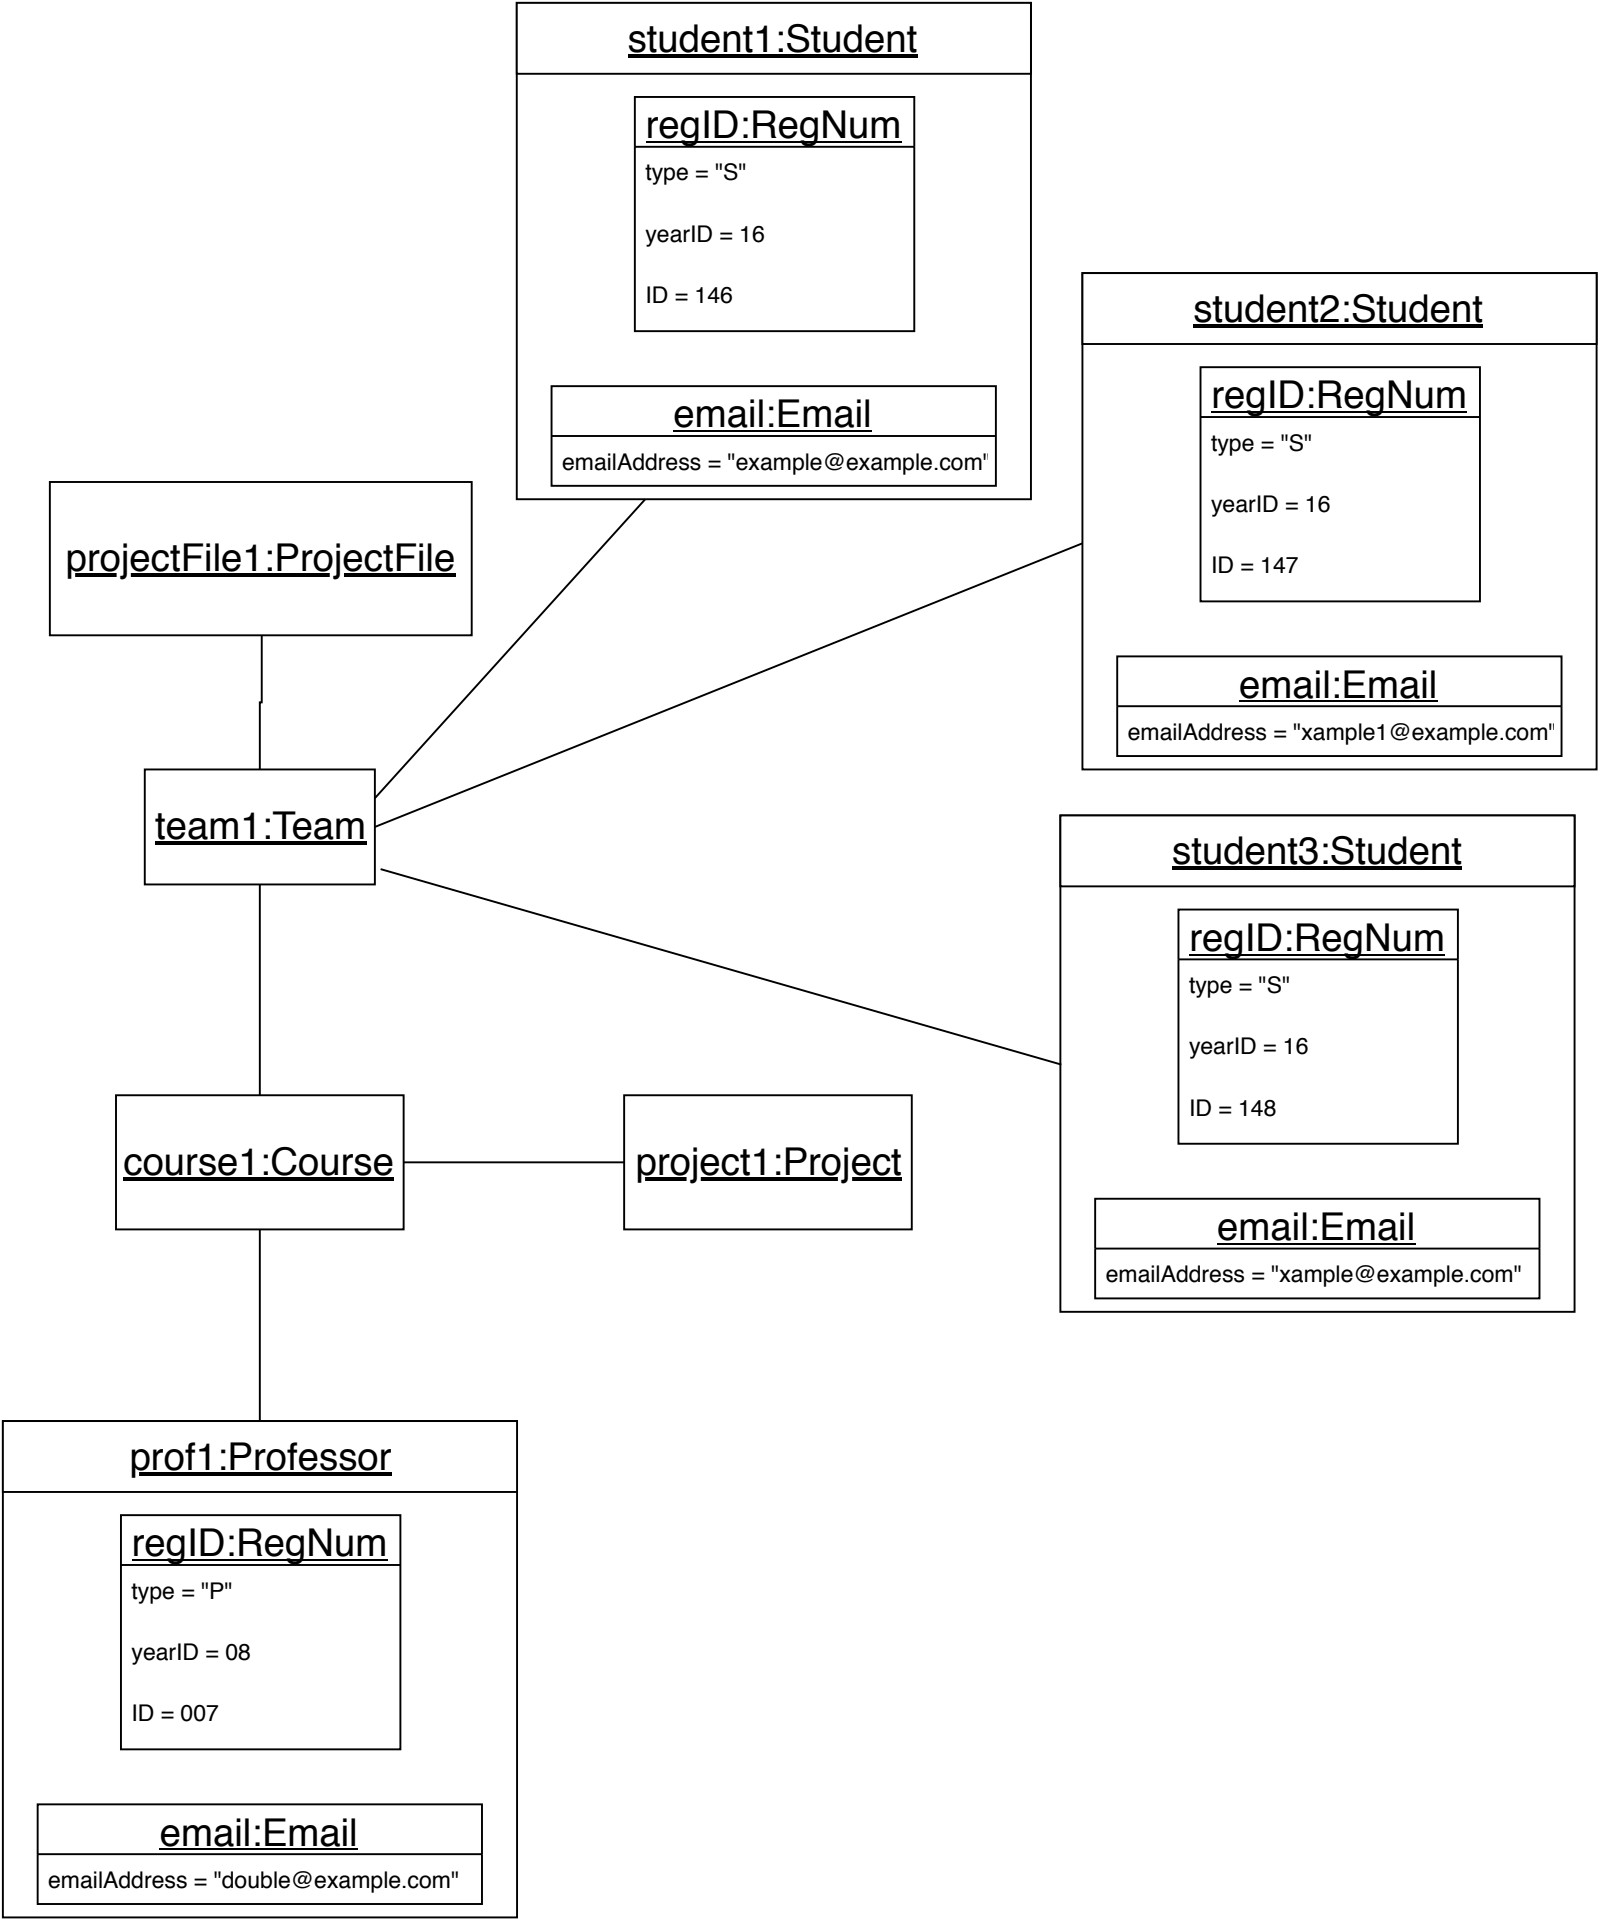 student1:Student
regID:RegNum
type = "S"
yearID = 16
ID = 146
email:Email
emailAddress = "example@example.com"
student2:Student
regID:RegNum
type = "S"
yearID = 16
ID = 147
email:Email
emailAddress = "xample1@example.com"
projectFile1:ProjectFile
team1:Team
student3:Student
regID:RegNum
type = "S"
yearID = 16
ID = 148
email:Email
emailAddress = "xample@example.com"
course1:Course
project1:Project
prof1:Professor
regID:RegNum
type = "P"
yearID = 08
ID = 007
email:Email
emailAddress = "double@example.com"